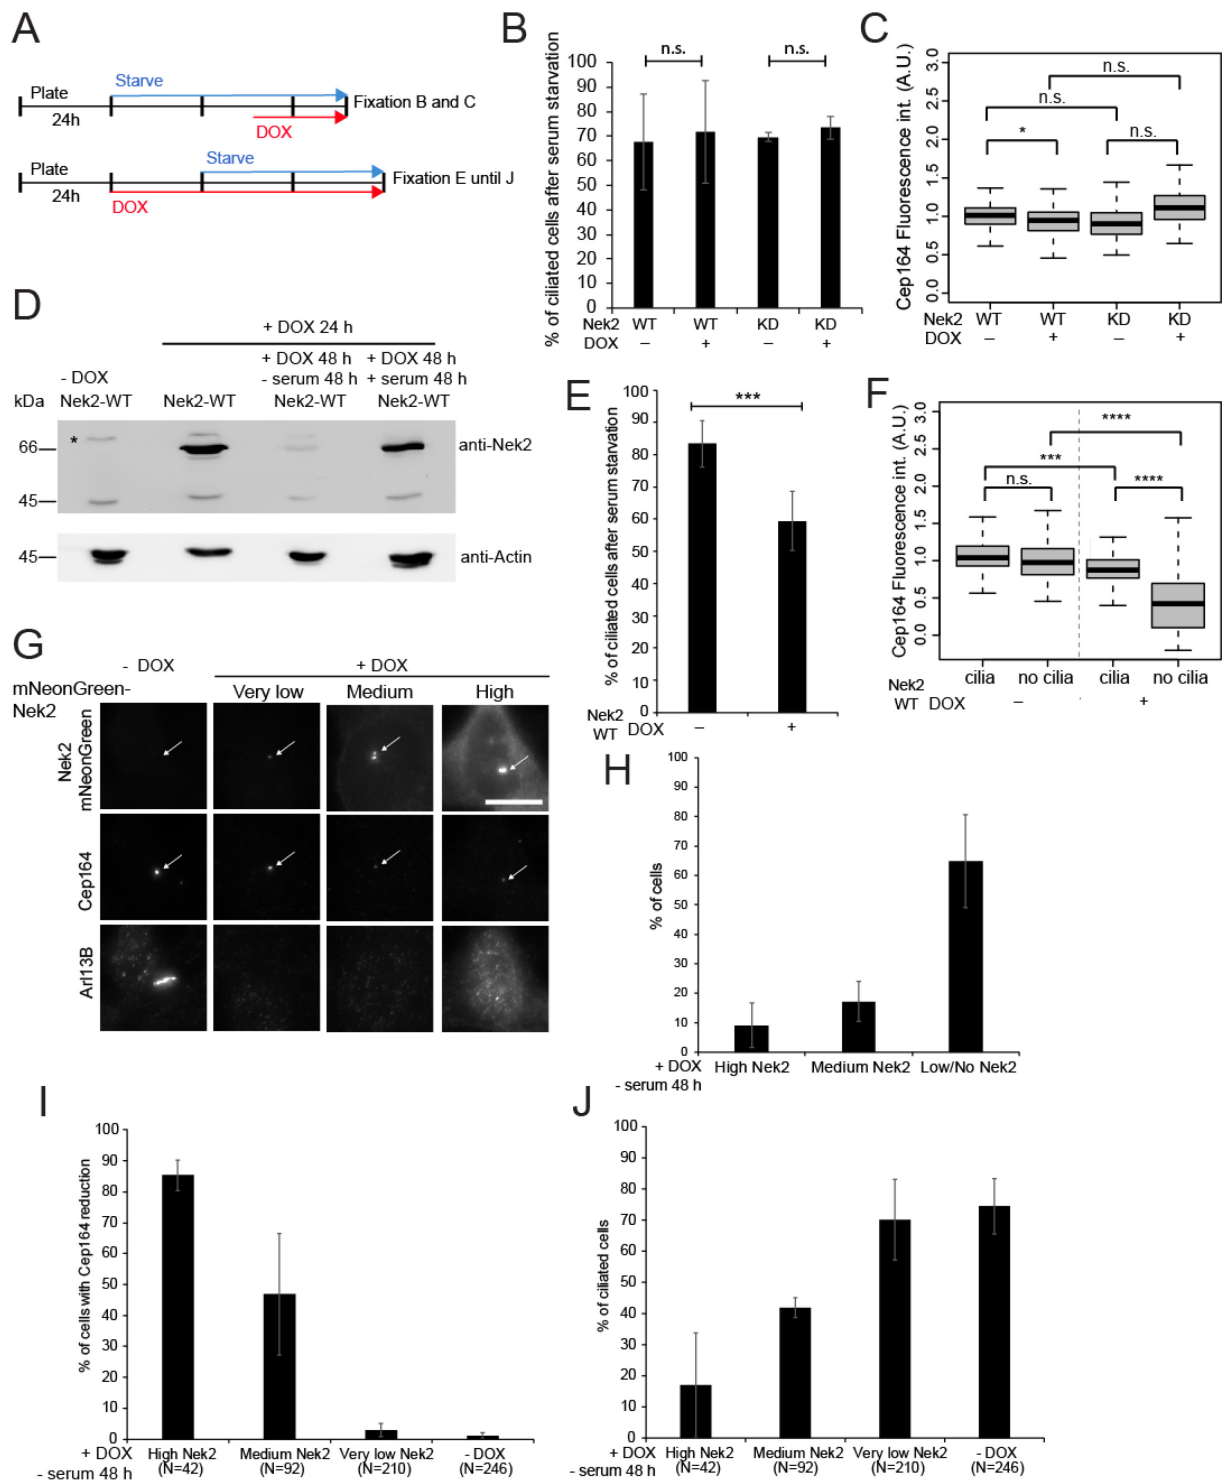 A
Plate
24h
Starve
DOX
Fixation B and C
Plate
24h
Starve
DOX
Fixation E until J
B
% of ciliated cells after serum starvation
100
90
80
70
60
50
40
30
20
10
0
n.s.
n.s.
Nek2 WT WT KD KD
DOX – + – +
C
Cep164 Fluorescence int. (A.U.)
3.0
2.5
2.0
1.5
1.0
0.5
0.0
n.s.
n.s.
*
n.s.
Nek2 WT WT KD KD
DOX – + – +
D
+ DOX 24 h
+ DOX 48 h + DOX 48 h
- DOX - serum 48 h + serum 48 h
kDa Nek2-WT Nek2-WT Nek2-WT Nek2-WT
*
66
45
anti-Nek2
45
anti-Actin
E
% of ciliated cells after serum starvation
100
90
80
70
60
50
40
30
20
10
0
***
Nek2
WT DOX – +
F
Cep164 Fluorescence int. (A.U.)
3.0
2.5
2.0
1.5
1.0
0.5
0.0
****
***
n.s.
****
cilia no cilia cilia no cilia
Nek2
WT DOX – +
G
- DOX + DOX
mNeonGreen-
Nek2
Very low Medium High
Nek2
mNeonGreen
Cep164
Arl13B
H
% of cells
100
90
80
70
60
50
40
30
20
10
0
+ DOX High Nek2 Medium Nek2 Low/No Nek2
- serum 48 h
I
% of cells with Cep164 reduction
100
90
80
70
60
50
40
30
20
10
0
+ DOX High Nek2 Medium Nek2 Very low Nek2 - DOX
- serum 48 h (N=42) (N=92) (N=210) (N=246)
J
% of ciliated cells
100
90
80
70
60
50
40
30
20
10
0
+ DOX High Nek2 Medium Nek2 Very low Nek2 - DOX
- serum 48 h (N=42) (N=92) (N=210) (N=246)